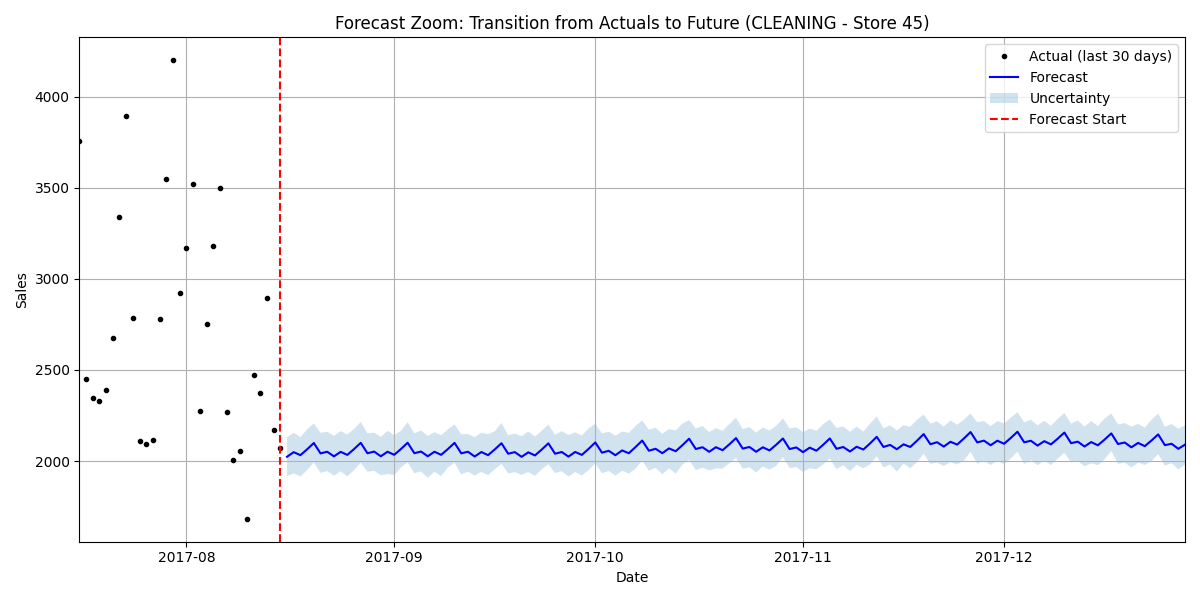 Forecast Zoom: Transition from Actuals to Future (CLEANING - Store 45)
Actual (last 30 days)
Forecast
Uncertainty
Forecast Start
Sales
4000
3500
3000
2500
2000
2017-08
2017-09
2017-10
2017-11
2017-12
Date